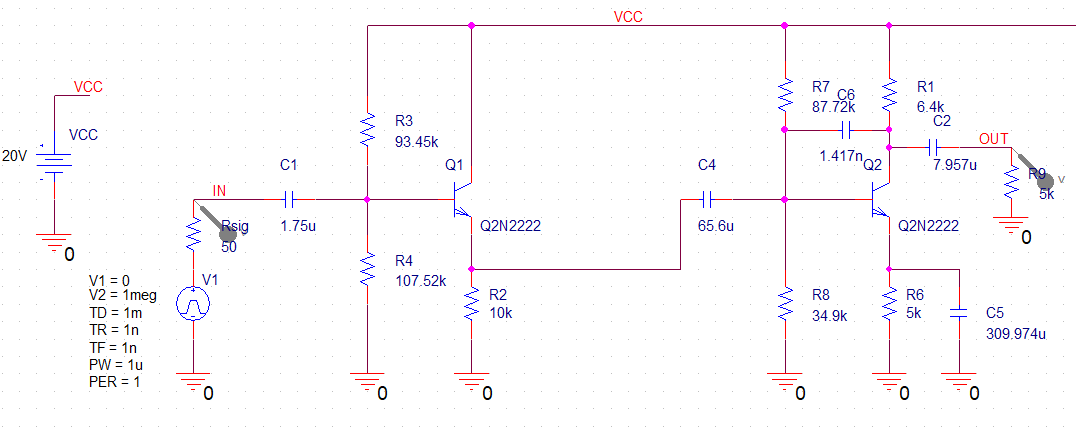 VCC
VCC
VCC
20V
IN
Rsig
50
V1
V1 = 0
V2 = 1meg
TD = 1m
TR = 1n
TF = 1n
PW = 1u
PER = 1
0
0
C1
1.75u
R3
93.45k
R4
107.52k
0
Q1
Q2N2222
R2
10k
0
C4
65.6u
R7
87.72k
C6
1.417n
R8
34.9k
0
R1
6.4k
Q2
Q2N2222
R6
5k
0
C5
309.974u
0
C2
7.957u
OUT
R9
5k
V
0